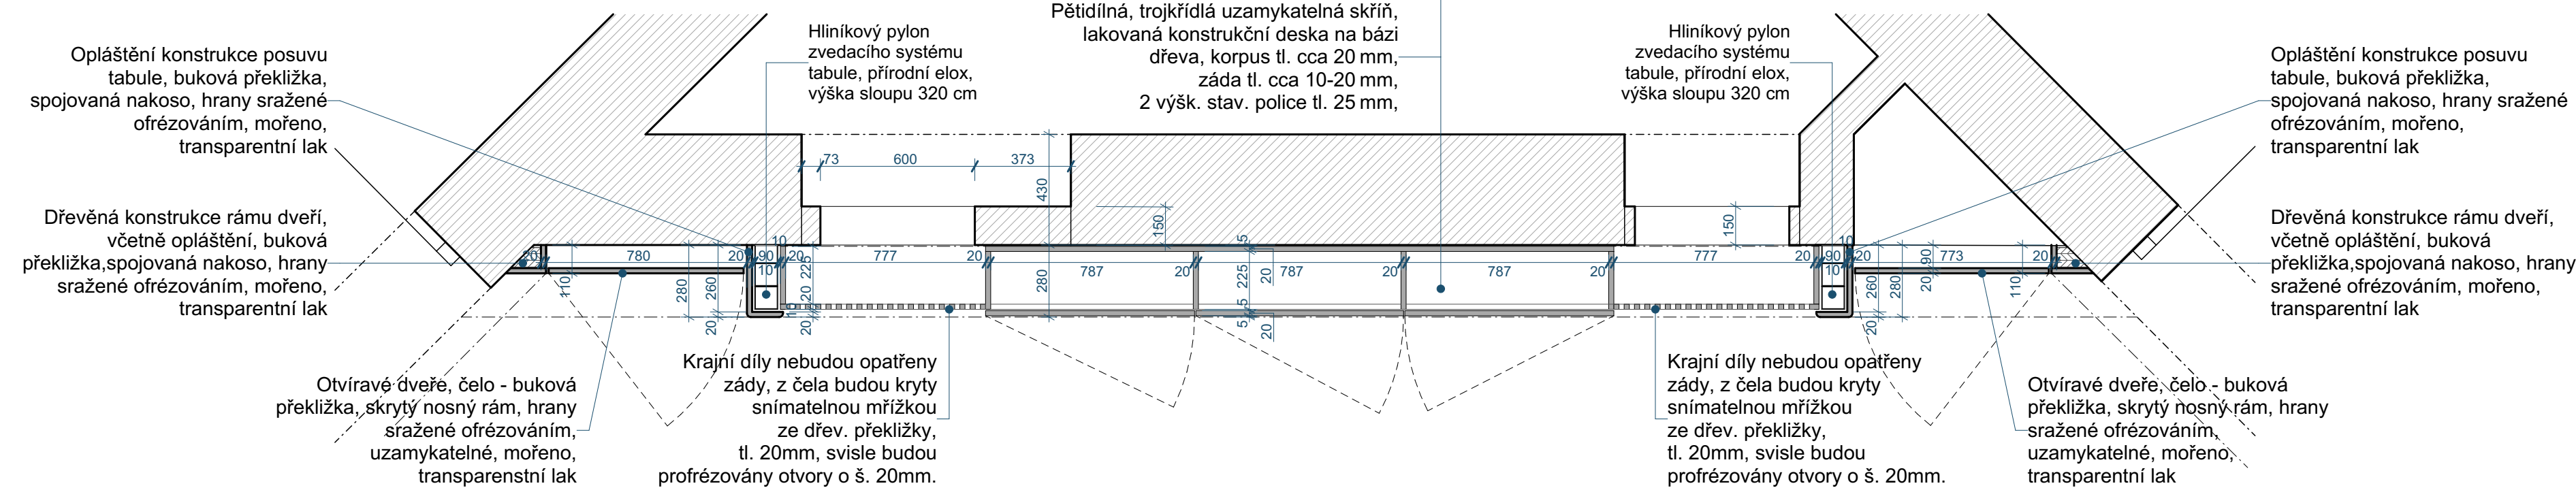 Opláštění konstrukce posuvu
tabule, buková překližka,
spojovaná nakoso, hrany sražené
ofrézováním, mořeno,
transparentní lak
Dřevěná konstrukce rámu dveří,
včetně opláštění, buková
překližka,spojovaná nakoso, hrany
sražené ofrézováním, mořeno,
transparentní lak
Otvíravé dveře, čelo - buková
překližka, skrytý nosný rám, hrany
sražené ofrézováním,
uzamykatelné, mořeno,
transparenstní lak
Hliníkový pylon
zvedacího systému
tabule, přírodní elox,
výška sloupu 320 cm
Krajní díly nebudou opatřeny
zády, z čela budou kryty
snímatelnou mřížkou
ze dřev. překližky,
tl. 20mm, svisle budou
profrézovány otvory o š. 20mm.
Pětidílná, trojkřídlá uzamykatelná skříň,
lakovaná konstrukční deska na bázi
dřeva, korpus tl. cca 20 mm,
záda tl. cca 10-20 mm,
2 výšk. stav. police tl. 25 mm,
Hliníkový pylon
zvedacího systému
tabule, přírodní elox,
výška sloupu 320 cm
Krajní díly nebudou opatřeny
zády, z čela budou kryty
snímatelnou mřížkou
ze dřev. překližky,
tl. 20mm, svisle budou
profrézovány otvory o š. 20mm.
Opláštění konstrukce posuvu
tabule, buková překližka,
spojovaná nakoso, hrany sražené
ofrézováním, mořeno,
transparentní lak
Dřevěná konstrukce rámu dveří,
včetně opláštění, buková
překližka,spojovaná nakoso, hrany
sražené ofrézováním, mořeno,
transparentní lak
Otvíravé dveře, čelo - buková
překližka, skrytý nosný rám, hrany
sražené ofrézováním,
uzamykatelné, mořeno,
transparentní lak
73 600 373
430
150
150
20 780 90 20 777 20 787 20 787 20 787 20 777 20 90 20 773 20
10
10
110
280
260
20
225
20
10
20
280
5
225
5
5
20
20
10
10
260
280
20
90
20
110